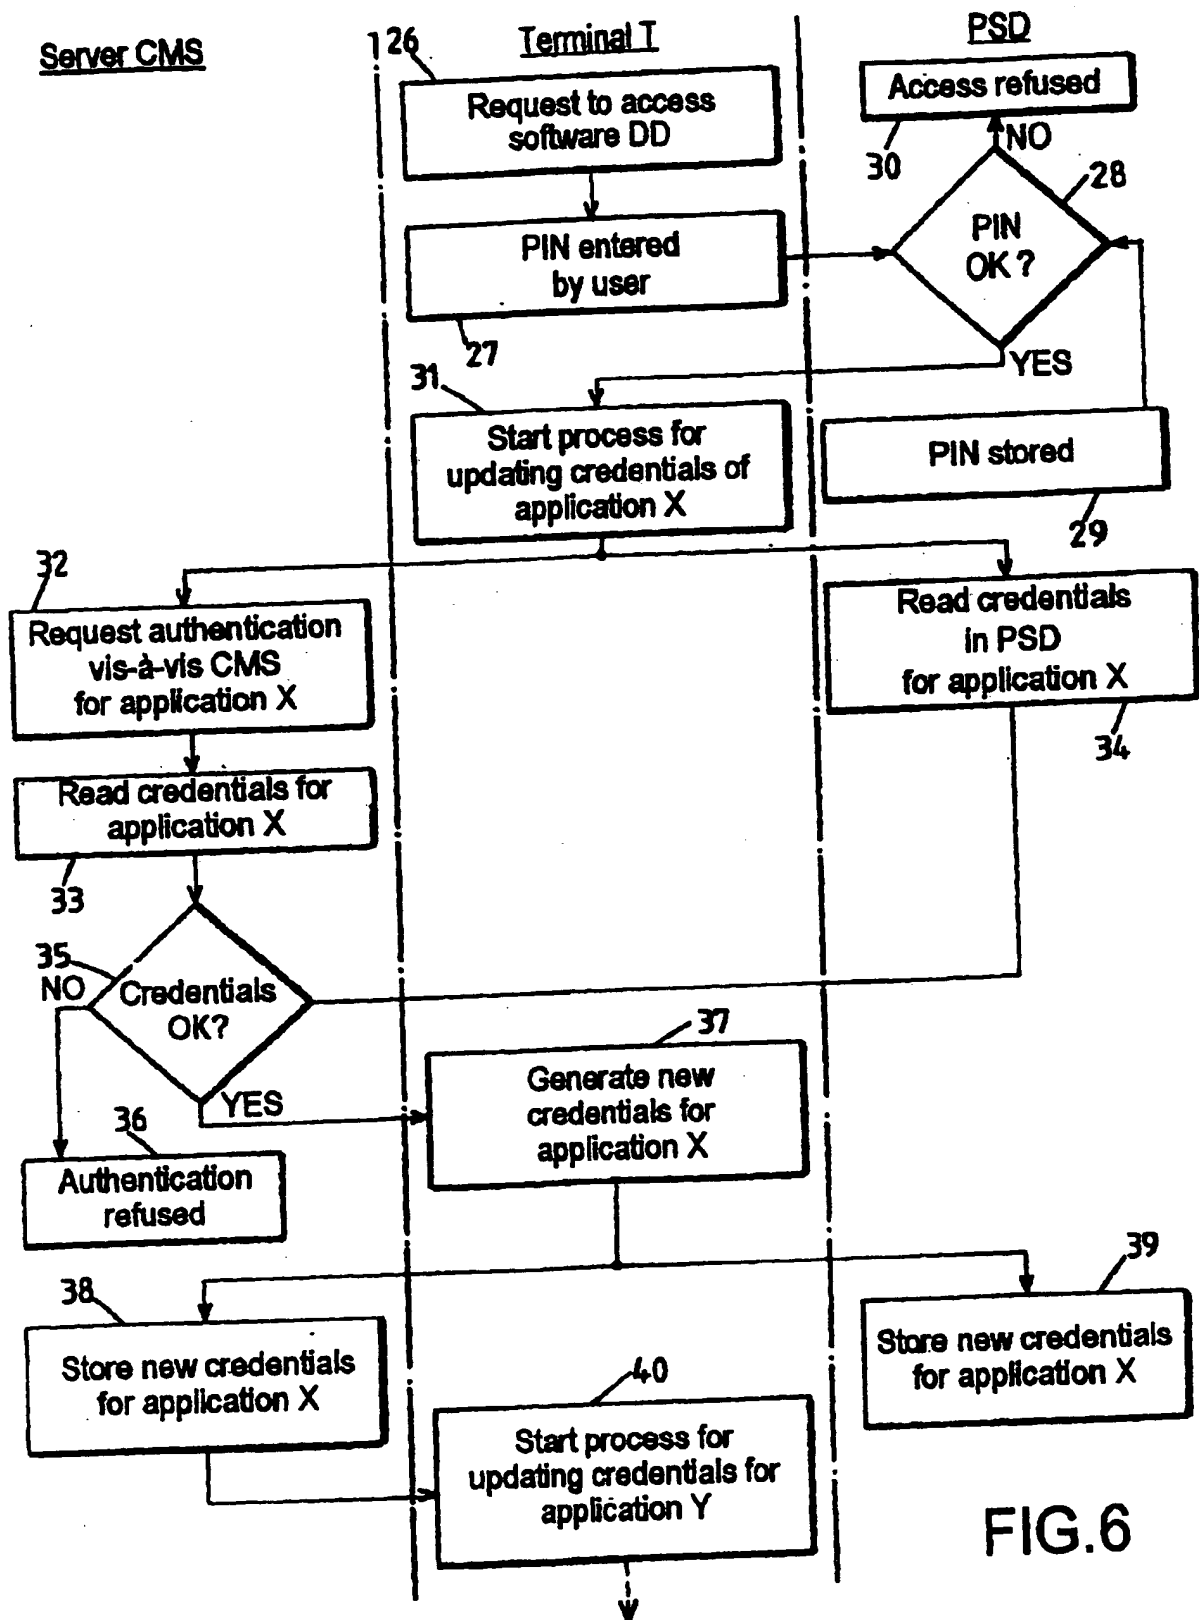 Server CMS
Terminal T
PSD
26
Request to access
software DD
Access refused
30
NO
28
PIN
OK ?
PIN entered
by user
27
YES
31
Start process for
updating credentials of
application X
PIN stored
29
32
Request authentication
vis-à-vis CMS
for application X
Read credentials
in PSD
for application X
34
Read credentials for
application X
33
35
NO
Credentials
OK?
YES
37
Generate new
credentials for
application X
36
Authentication
refused
38
Store new credentials
for application X
39
Store new credentials
for application X
40
Start process for
updating credentials for
application Y
FIG.6